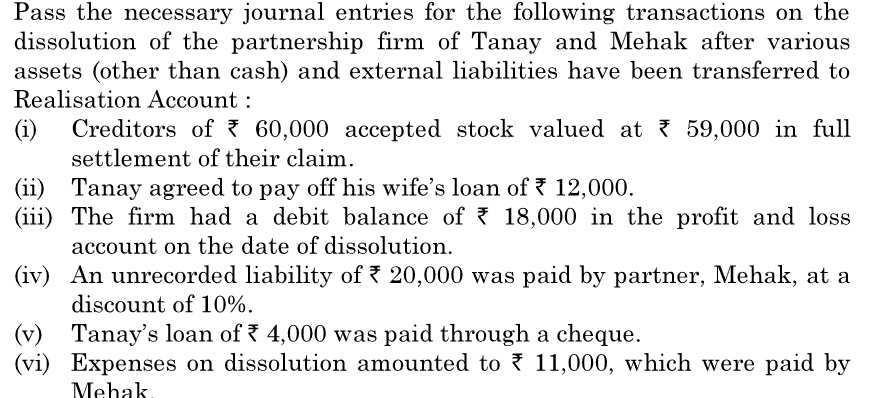 Pass the necessary journal entries for the following transactions on the
dissolution of the partnership firm of Tanay and Mehak after various
assets (other than cash) and external liabilities have been transferred to
Realisation Account :
(i) Creditors of ₹ 60,000 accepted stock valued at ₹ 59,000 in full
settlement of their claim.
(ii) Tanay agreed to pay off his wife’s loan of ₹ 12,000.
(iii) The firm had a debit balance of ₹ 18,000 in the profit and loss
account on the date of dissolution.
(iv) An unrecorded liability of ₹ 20,000 was paid by partner, Mehak, at a
discount of 10%.
(v) Tanay’s loan of ₹ 4,000 was paid through a cheque.
(vi) Expenses on dissolution amounted to ₹ 11,000, which were paid by
Mehak.